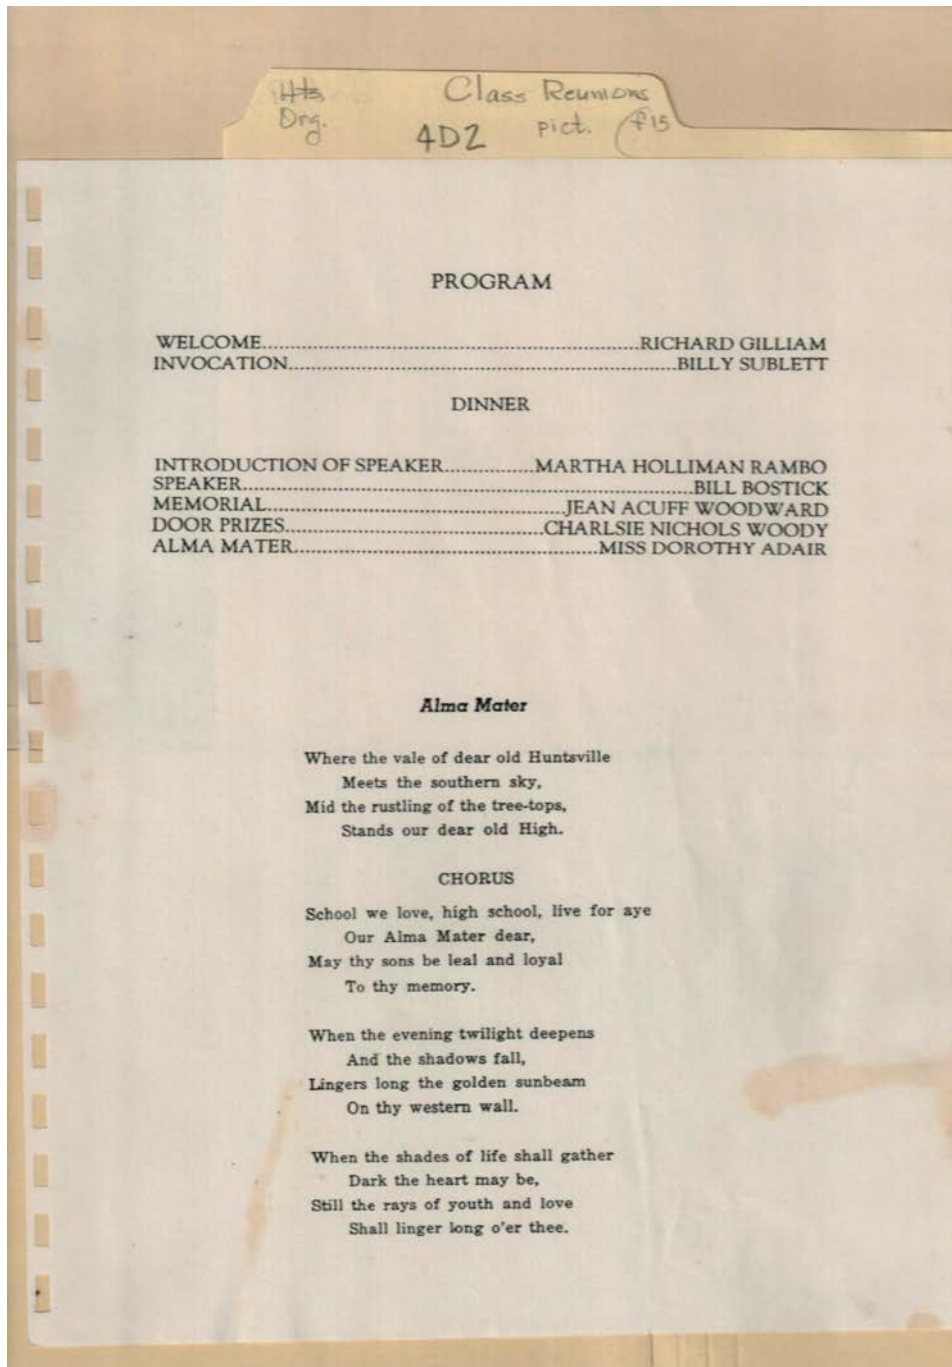 Hts. Class Reunions
Org. 4D2 pict. f15
PROGRAM
WELCOME...RICHARD GILLIAM
INVOCATION...BILLY SUBLETT
DINNER
INTRODUCTION OF SPEAKER...MARTHA HOLLIMAN RAMBO
SPEAKER...BILL BOSTICK
MEMORIAL...JEAN ACUFF WOODWARD
DOOR PRIZES...CHARLSIE NICHOLS WOODY
ALMA MATER...MISS DOROTHY ADAIR
Alma Mater
Where the vale of dear old Huntsville
Meets the southern sky,
Mid the rustling of the tree-tops,
Stands our dear old High.
CHORUS
School we love, high school, live for aye
Our Alma Mater dear,
May thy sons be leal and loyal
To thy memory.
When the evening twilight deepens
And the shadows fall,
Lingers long the golden sunbeam
On thy western wall.
When the shades of life shall gather
Dark the heart may be,
Still the rays of youth and love
Shall linger long o'er thee.